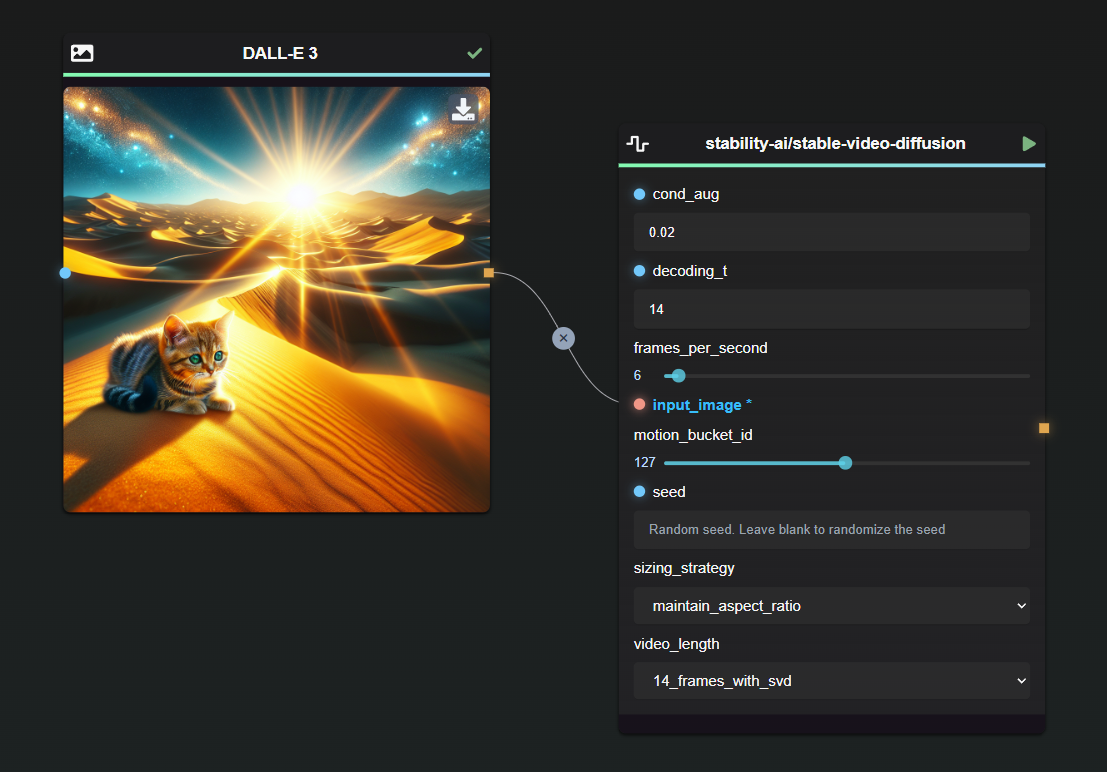 DALL-E 3
stability-ai/stable-video-diffusion
cond_aug
0.02
decoding_t
14
frames_per_second
6
input_image *
motion_bucket_id
127
seed
Random seed. Leave blank to randomize the seed
sizing_strategy
maintain_aspect_ratio
video_length
14_frames_with_svd